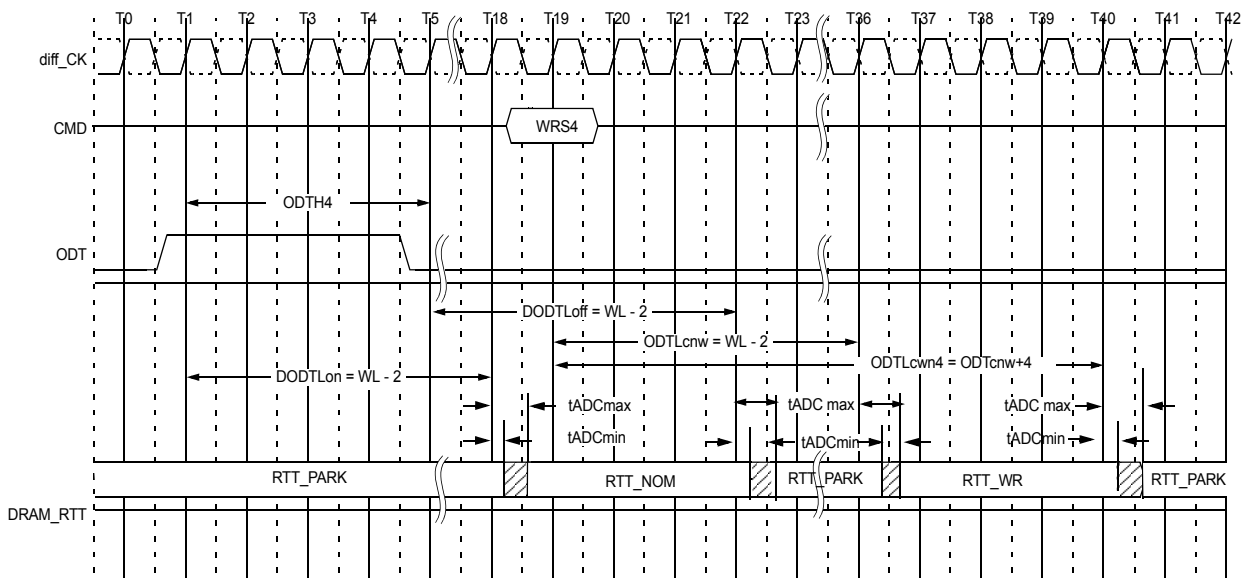 T0 T1 T2 T3 T4 T5 T18 T19 T20 T21 T22 T23 T36 T37 T38 T39 T40 T41 T42
diff_CK
CMD
WRS4
ODTH4
ODT
DODTLoff = WL - 2
ODTLcnw = WL - 2
ODTLcwn4 = ODTcnw+4
DODTLon = WL - 2
tADCmax
tADC max
tADC max
tADCmin
tADCmin
tADCmin
RTT_PARK
RTT_NOM
RTT_PARK
RTT_WR
RTT_PARK
DRAM_RTT